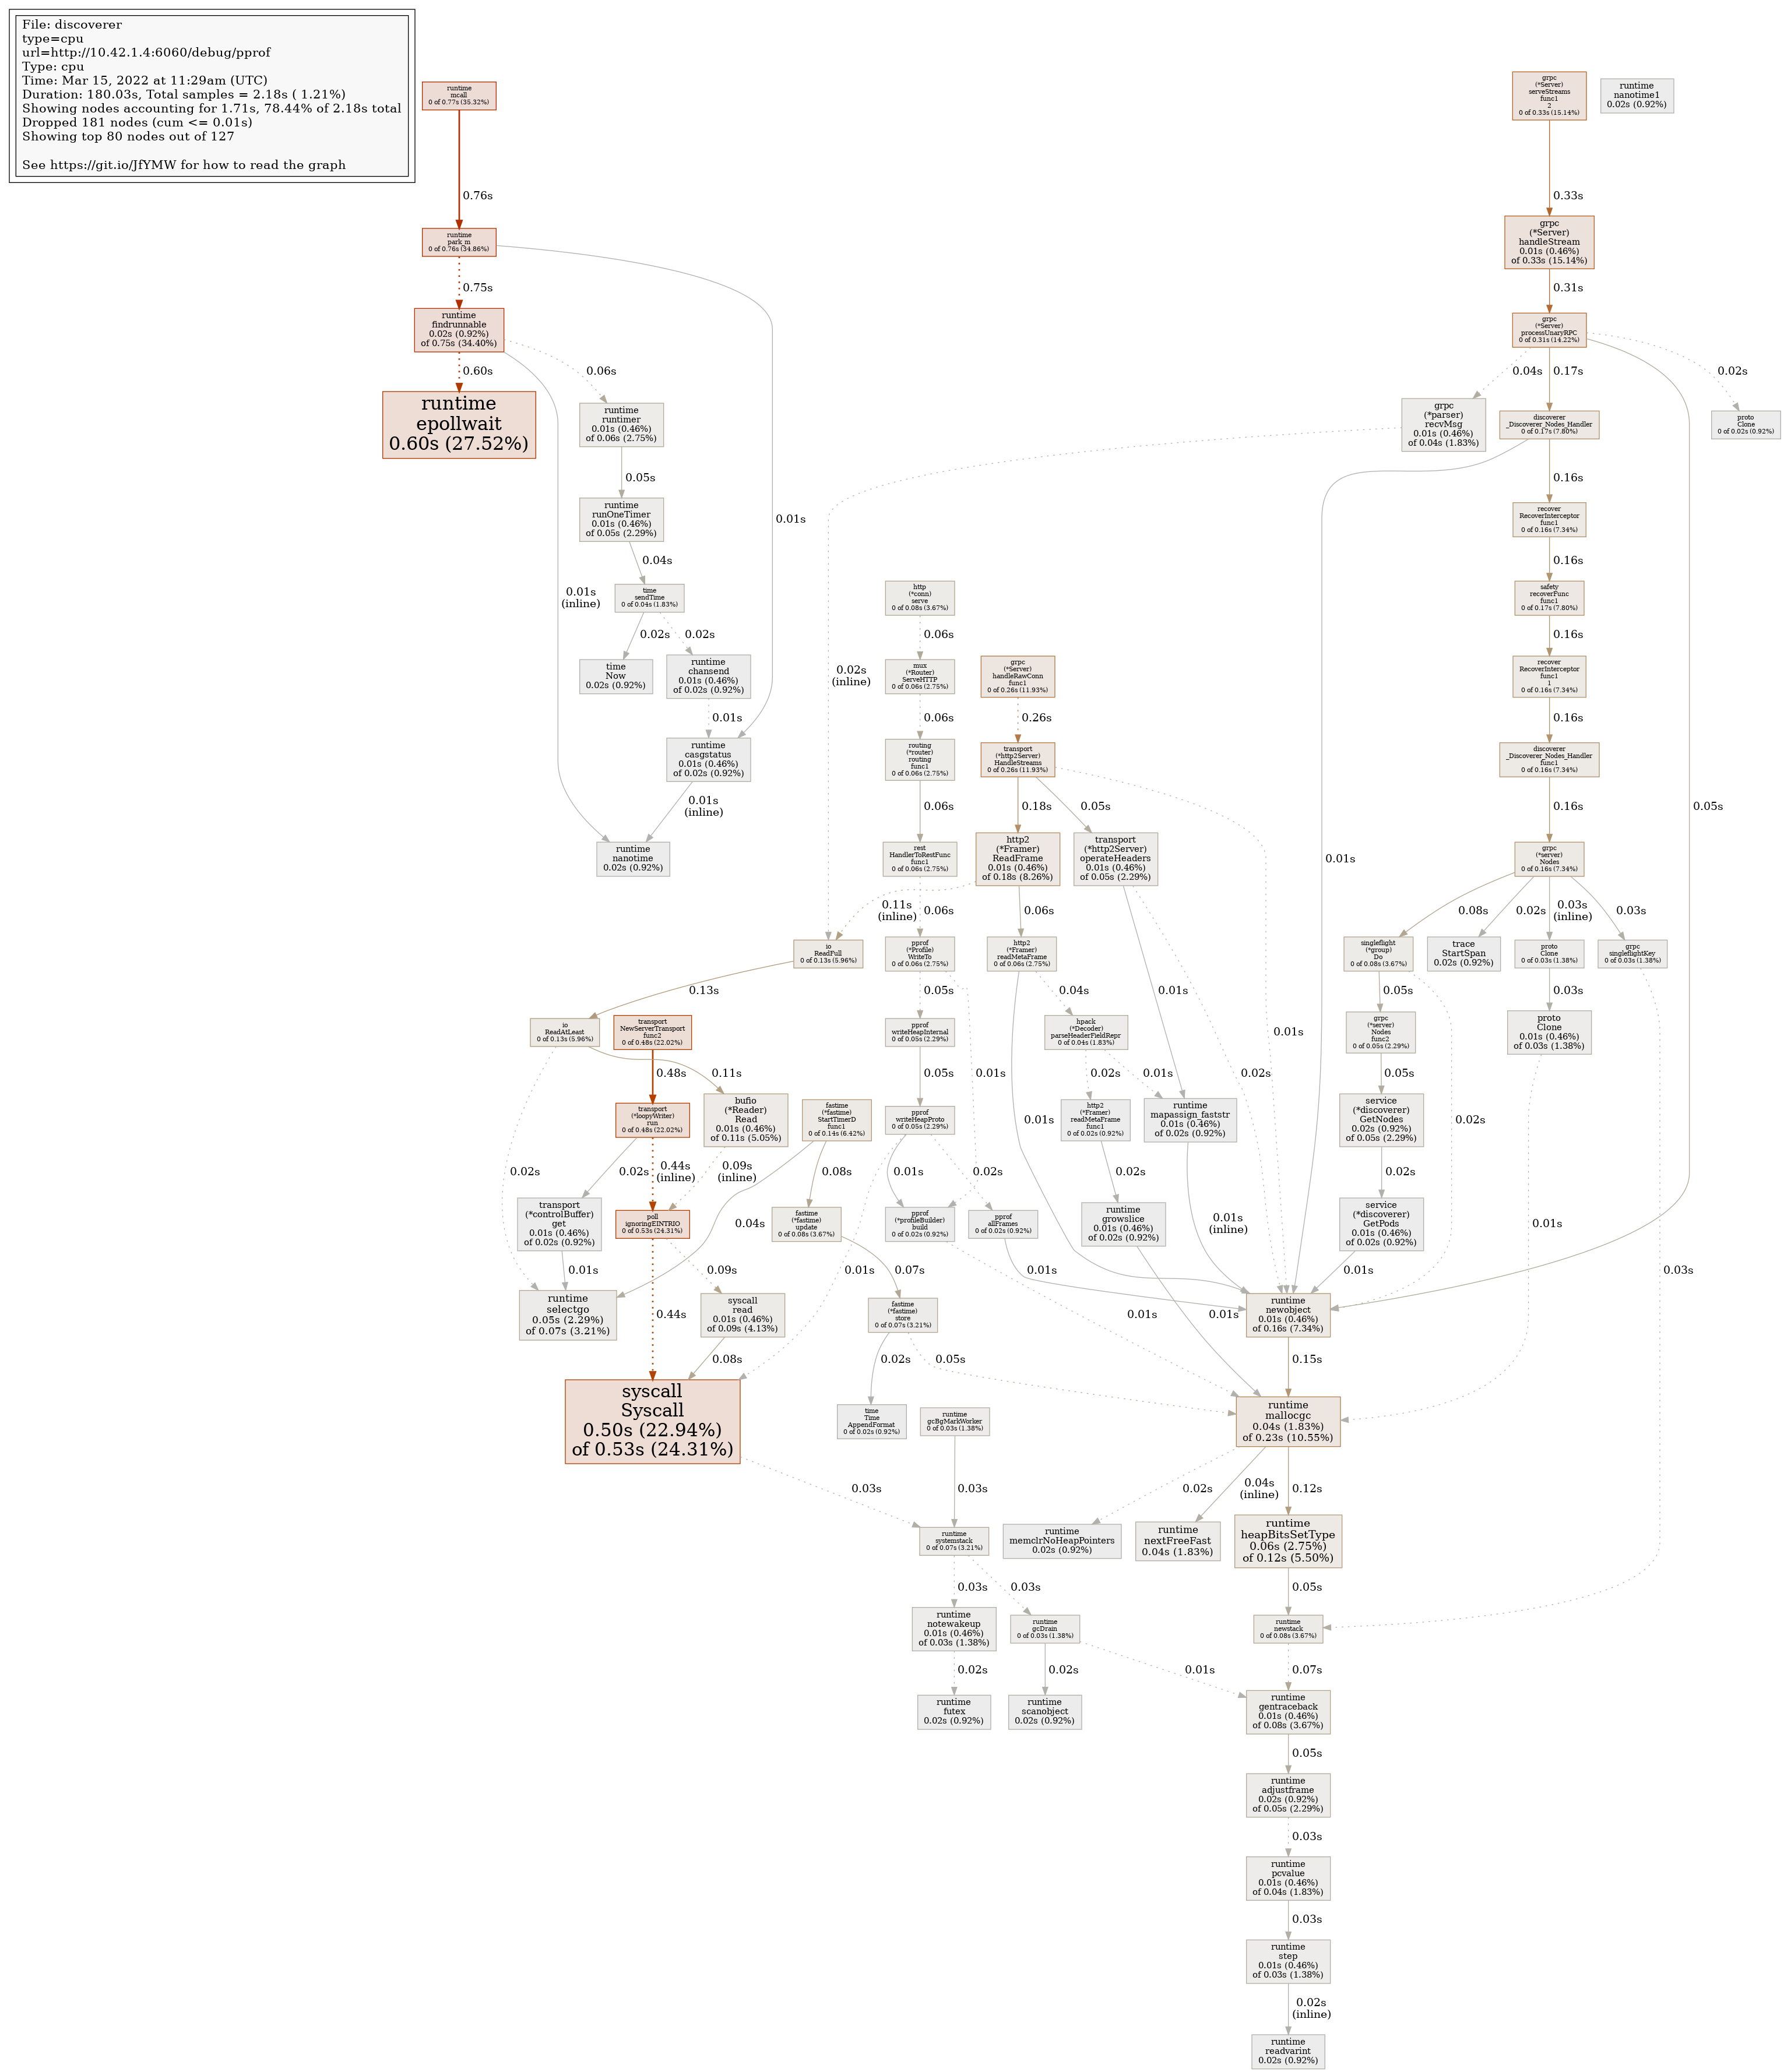 File: discoverer
type=cpu
url=http://10.42.1.4:6060/debug/pprof
Type: cpu
Time: Mar 15, 2022 at 11:29am (UTC)
Duration: 180.03s, Total samples = 2.18s ( 1.21%)
Showing nodes accounting for 1.71s, 78.44% of 2.18s total
Dropped 181 nodes (cum <= 0.01s)
Showing top 80 nodes out of 127
See https://git.io/JfYMW for how to read the graph
runtime
mcall
0 of 0.77s (35.32%)
grpc
(*Server)
serveStreams
func1
2
0 of 0.33s (15.14%)
runtime
nanotime1
0.02s (0.92%)
0.76s
0.33s
runtime
park_m
0 of 0.76s (34.86%)
grpc
(*Server)
handleStream
0.01s (0.46%)
of 0.33s (15.14%)
0.75s
0.31s
runtime
findrunnable
0.02s (0.92%)
of 0.75s (34.40%)
grpc
(*Server)
processUnaryRPC
0 of 0.31s (14.22%)
0.60s
0.06s
0.04s
0.17s
0.02s
runtime
epollwait
0.60s (27.52%)
runtime
runtimer
0.01s (0.46%)
of 0.06s (2.75%)
grpc
(*parser)
recvMsg
0.01s (0.46%)
of 0.04s (1.83%)
discoverer
_Discoverer_Nodes_Handler
0 of 0.17s (7.80%)
proto
Clone
0 of 0.02s (0.92%)
0.05s
0.16s
runtime
runOneTimer
0.01s (0.46%)
of 0.05s (2.29%)
0.01s
recover
RecoverInterceptor
func1
0 of 0.16s (7.34%)
0.04s
0.16s
time
sendTime
0 of 0.04s (1.83%)
0.01s
(inline)
http
(*conn)
serve
0 of 0.08s (3.67%)
safety
recoverFunc
func1
0 of 0.17s (7.80%)
0.02s
0.02s
0.06s
0.16s
time
Now
0.02s (0.92%)
runtime
chansend
0.01s (0.46%)
of 0.02s (0.92%)
0.02s
(inline)
mux
(*Router)
ServeHTTP
0 of 0.06s (2.75%)
grpc
(*Server)
handleRawConn
func1
0 of 0.26s (11.93%)
recover
RecoverInterceptor
func1
1
0 of 0.16s (7.34%)
0.01s
0.06s
0.26s
0.16s
runtime
casgstatus
0.01s (0.46%)
of 0.02s (0.92%)
routing
(*router)
routing
func1
0 of 0.06s (2.75%)
transport
(*http2Server)
HandleStreams
0 of 0.26s (11.93%)
discoverer
_Discoverer_Nodes_Handler
func1
0 of 0.16s (7.34%)
0.01s
(inline)
0.06s
0.18s
0.05s
0.16s
0.05s
runtime
nanotime
0.02s (0.92%)
rest
HandlerToRestFunc
func1
0 of 0.06s (2.75%)
http2
(*Framer)
ReadFrame
0.01s (0.46%)
of 0.18s (8.26%)
transport
(*http2Server)
operateHeaders
0.01s (0.46%)
of 0.05s (2.29%)
0.01s
grpc
(*server)
Nodes
0 of 0.16s (7.34%)
0.11s
(inline)
0.06s
0.06s
0.08s
0.02s
0.03s
(inline)
0.03s
io
ReadFull
0 of 0.13s (5.96%)
pprof
(*Profile)
WriteTo
0 of 0.06s (2.75%)
http2
(*Framer)
readMetaFrame
0 of 0.06s (2.75%)
singleflight
(*group)
Do
0 of 0.08s (3.67%)
trace
StartSpan
0.02s (0.92%)
proto
Clone
0 of 0.03s (1.38%)
grpc
singleflightKey
0 of 0.03s (1.38%)
0.13s
0.05s
0.04s
0.01s
0.05s
0.03s
io
ReadAtLeast
0 of 0.13s (5.96%)
transport
NewServerTransport
func2
0 of 0.48s (22.02%)
pprof
writeHeapInternal
0 of 0.05s (2.29%)
hpack
(*Decoder)
parseHeaderFieldRepr
0 of 0.04s (1.83%)
0.01s
grpc
(*server)
Nodes
func2
0 of 0.05s (2.29%)
proto
Clone
0.01s (0.46%)
of 0.03s (1.38%)
0.48s
0.11s
0.05s
0.01s
0.02s
0.01s
0.02s
0.05s
transport
(*loopyWriter)
run
0 of 0.48s (22.02%)
bufio
(*Reader)
Read
0.01s (0.46%)
of 0.11s (5.05%)
fastime
(*fastime)
StartTimerD
func1
0 of 0.14s (6.42%)
pprof
writeHeapProto
0 of 0.05s (2.29%)
0.01s
http2
(*Framer)
readMetaFrame
func1
0 of 0.02s (0.92%)
runtime
mapassign_faststr
0.01s (0.46%)
of 0.02s (0.92%)
service
(*discoverer)
GetNodes
0.02s (0.92%)
of 0.05s (2.29%)
0.02s
0.02s
0.02s
0.44s
(inline)
0.09s
(inline)
0.08s
0.01s
0.02s
0.02s
0.02s
transport
(*controlBuffer)
get
0.01s (0.46%)
of 0.02s (0.92%)
poll
ignoringEINTRIO
0 of 0.53s (24.31%)
0.04s
fastime
(*fastime)
update
0 of 0.08s (3.67%)
pprof
(*profileBuilder)
build
0 of 0.02s (0.92%)
pprof
allFrames
0 of 0.02s (0.92%)
runtime
growslice
0.01s (0.46%)
of 0.02s (0.92%)
0.01s
(inline)
service
(*discoverer)
GetPods
0.01s (0.46%)
of 0.02s (0.92%)
0.01s
0.01s
0.09s
0.01s
0.07s
0.01s
0.01s
0.03s
runtime
selectgo
0.05s (2.29%)
of 0.07s (3.21%)
0.44s
syscall
read
0.01s (0.46%)
of 0.09s (4.13%)
fastime
(*fastime)
store
0 of 0.07s (3.21%)
0.01s
0.01s
runtime
newobject
0.01s (0.46%)
of 0.16s (7.34%)
0.08s
0.02s
0.05s
0.15s
syscall
Syscall
0.50s (22.94%)
of 0.53s (24.31%)
time
Time
AppendFormat
0 of 0.02s (0.92%)
runtime
gcBgMarkWorker
0 of 0.03s (1.38%)
runtime
mallocgc
0.04s (1.83%)
of 0.23s (10.55%)
0.03s
0.03s
0.02s
0.04s
(inline)
0.12s
runtime
systemstack
0 of 0.07s (3.21%)
runtime
memclrNoHeapPointers
0.02s (0.92%)
runtime
nextFreeFast
0.04s (1.83%)
runtime
heapBitsSetType
0.06s (2.75%)
of 0.12s (5.50%)
0.03s
0.03s
0.05s
runtime
notewakeup
0.01s (0.46%)
of 0.03s (1.38%)
runtime
gcDrain
0 of 0.03s (1.38%)
runtime
newstack
0 of 0.08s (3.67%)
0.02s
0.02s
0.01s
0.07s
runtime
futex
0.02s (0.92%)
runtime
scanobject
0.02s (0.92%)
runtime
gentraceback
0.01s (0.46%)
of 0.08s (3.67%)
0.05s
runtime
adjustframe
0.02s (0.92%)
of 0.05s (2.29%)
0.03s
runtime
pcvalue
0.01s (0.46%)
of 0.04s (1.83%)
0.03s
runtime
step
0.01s (0.46%)
of 0.03s (1.38%)
0.02s
(inline)
runtime
readvarint
0.02s (0.92%)